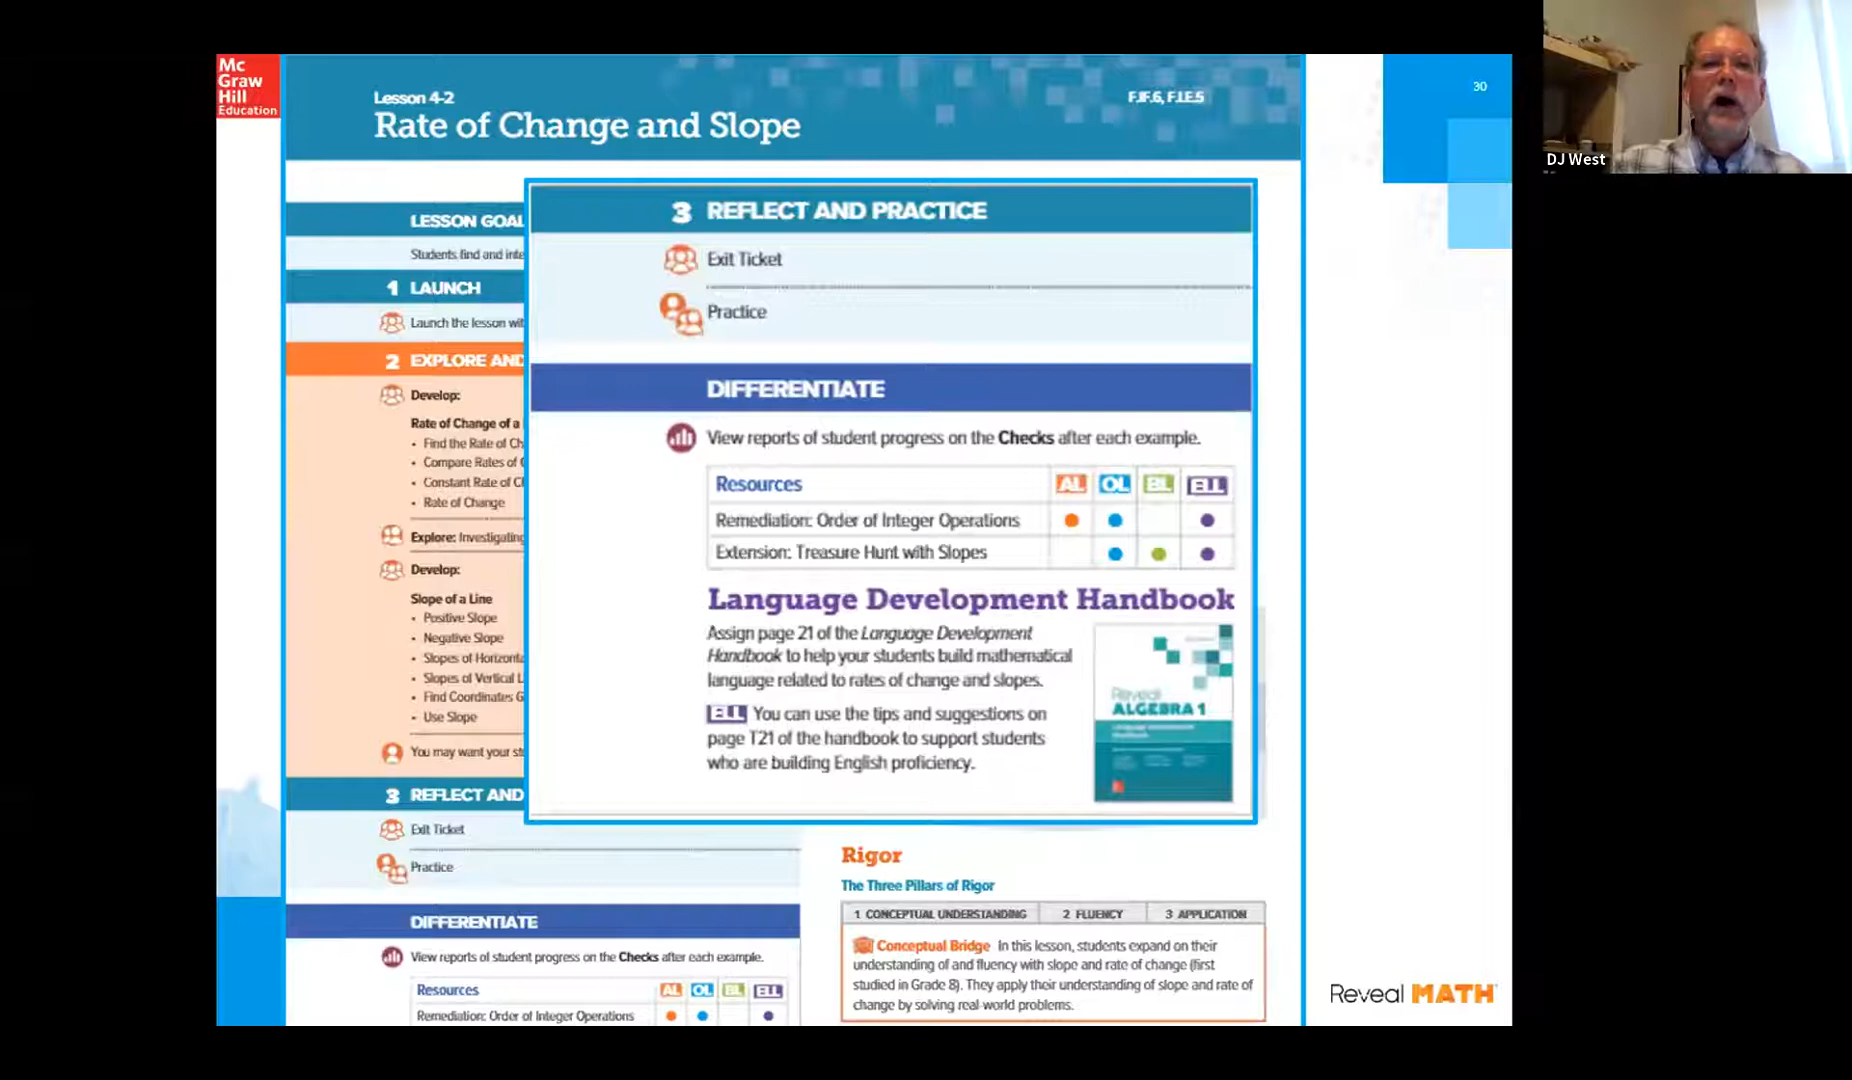 Mc
Graw
Hill
Education
Lesson 4-2
Rate of Change and Slope
F.IF.6, F.I.E.5
30
DJ West
LESSON GOAL
Students find and inte
1 LAUNCH
Launch the lesson wit
2 EXPLORE AND
Develop:
Rate of Change of a
• Find the Rate of Ch
• Compare Rates of
• Constant Rate of Ch
• Rate of Change
Explore: Investigating
Develop:
Slope of a Line
• Positive Slope
• Negative Slope
• Slopes of Horizonta
• Slopes of Vertical L
• Find Coordinates G
• Use Slope
You may want your stu
3 REFLECT AND
Exit Ticket
Practice
DIFFERENTIATE
View reports of student progress on the Checks after each example.
Resources AL OL BL ELL
Remediation: Order of Integer Operations
3 REFLECT AND PRACTICE
Exit Ticket
Practice
DIFFERENTIATE
View reports of student progress on the Checks after each example.
Resources AL OL BL ELL
Remediation: Order of Integer Operations
Extension: Treasure Hunt with Slopes
Language Development Handbook
Assign page 21 of the Language Development
Handbook to help your students build mathematical
language related to rates of change and slopes.
ELL You can use the tips and suggestions on
page T21 of the handbook to support students
who are building English proficiency.
Reveal
ALGEBRA 1
Rigor
The Three Pillars of Rigor
1 CONCEPTUAL UNDERSTANDING 2 FLUENCY 3 APPLICATION
Conceptual Bridge In this lesson, students expand on their
understanding of and fluency with slope and rate of change (first
studied in Grade 8). They apply their understanding of slope and rate of
change by solving real-world problems.
Reveal MATH